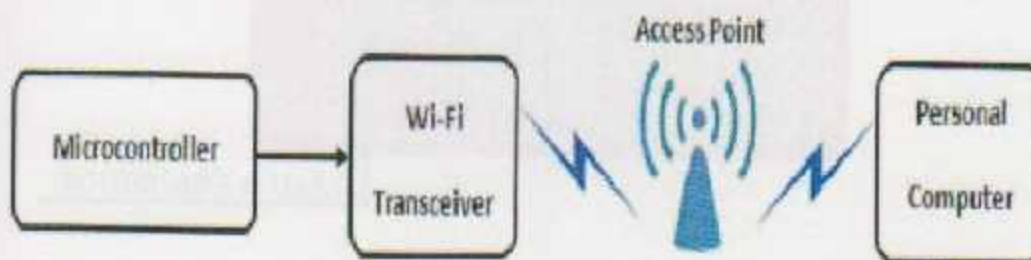 Access Point
Microcontroller
Wi-Fi
Transceiver
Personal
Computer